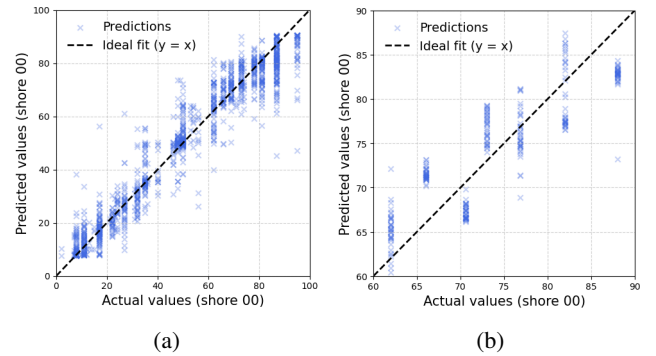 Predictions
Ideal fit (y = x)
100
80
60
40
20
0
Predicted values (shore 00)
0 20 40 60 80 100
Actual values (shore 00)
(a)
Predictions
Ideal fit (y = x)
90
85
80
75
70
65
60
Predicted values (shore 00)
60 65 70 75 80 85 90
Actual values (shore 00)
(b)